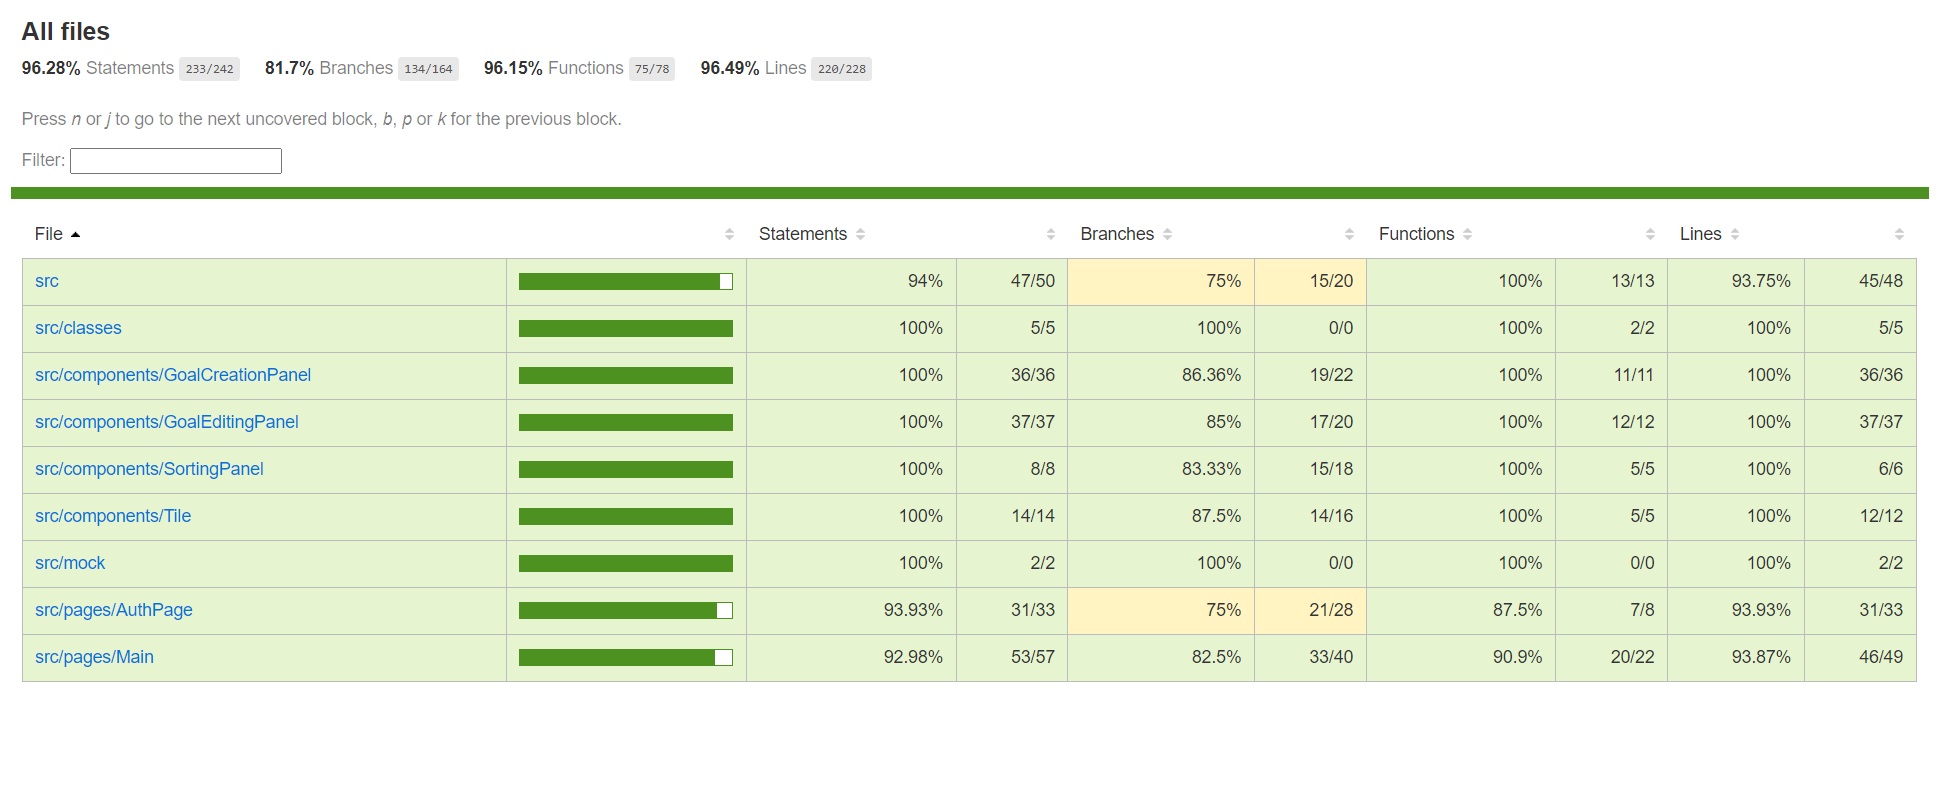 All files
96.28% Statements 233/242 81.7% Branches 134/164 96.15% Functions 75/78 96.49% Lines 220/228
Press n or j to go to the next uncovered block, b, p or k for the previous block.
Filter:
File Statements Branches Functions Lines
src 94% 47/50 75% 15/20 100% 13/13 93.75% 45/48
src/classes 100% 5/5 100% 0/0 100% 2/2 100% 5/5
src/components/GoalCreationPanel 100% 36/36 86.36% 19/22 100% 11/11 100% 36/36
src/components/GoalEditingPanel 100% 37/37 85% 17/20 100% 12/12 100% 37/37
src/components/SortingPanel 100% 8/8 83.33% 15/18 100% 5/5 100% 6/6
src/components/Tile 100% 14/14 87.5% 14/16 100% 5/5 100% 12/12
src/mock 100% 2/2 100% 0/0 100% 0/0 100% 2/2
src/pages/AuthPage 93.93% 31/33 75% 21/28 87.5% 7/8 93.93% 31/33
src/pages/Main 92.98% 53/57 82.5% 33/40 90.9% 20/22 93.87% 46/49